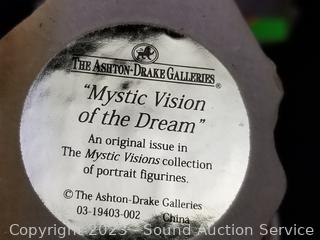 THE ASHTON-DRAKE GALLERIES®
"Mystic Vision
of the Dream"
An original issue in
The Mystic Visions collection
of portrait figurines.
© The Ashton-Drake Galleries
03-19403-002 China
Copyright 2023 - Sound Auction Service